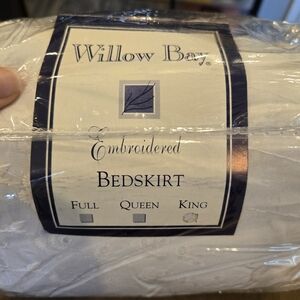 Willow Bay
Embroidered
BEDSKIRT
FULL QUEEN KING